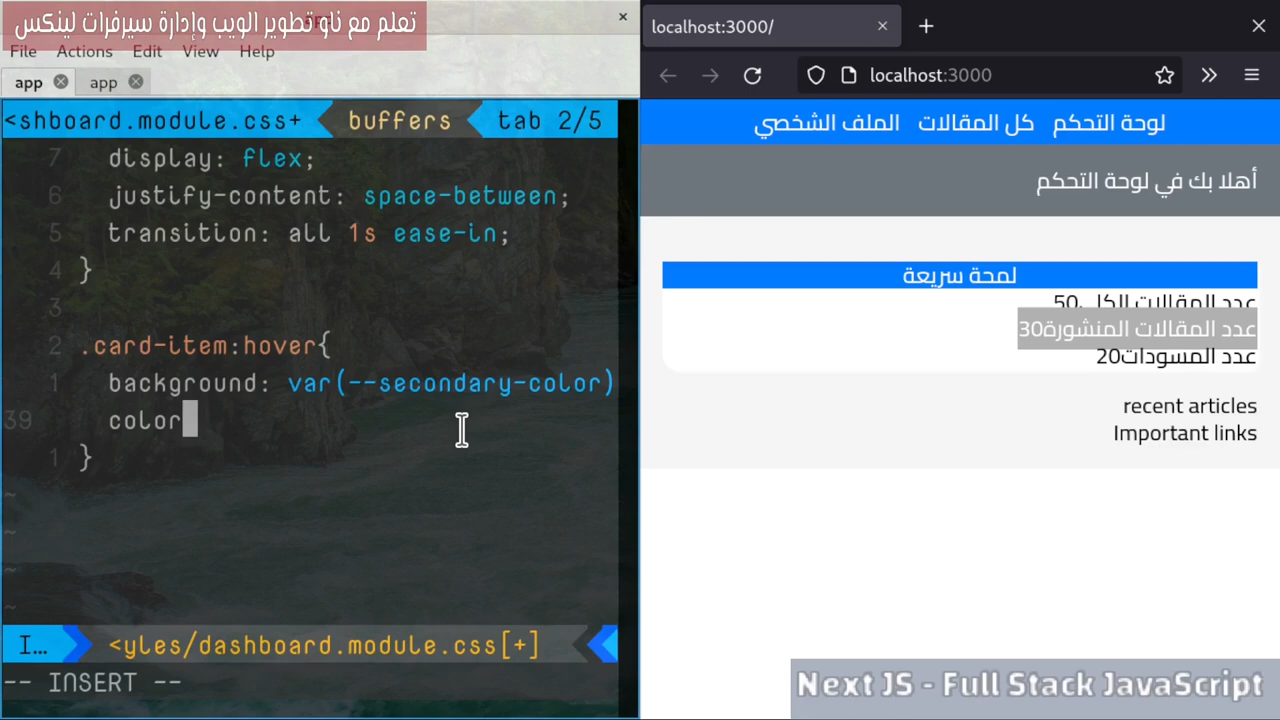 تعلم مع ناو تطوير الويب وإدارة سيرفرات لينكس
File Actions Edit View Help
app
app
<shboard.module.css+ buffers tab 2/5
7 display: flex;
6 justify-content: space-between;
5 transition: all 1s ease-in;
4 }
3
2 .card-item:hover{
1 background: var(--secondary-color)
39 color
1 }
~
~
~
~
I… <yles/dashboard.module.css[+]
-- INSERT --
localhost:3000/
localhost:3000
لوحة التحكم كل المقالات الملف الشخصي
أهلا بك في لوحة التحكم
لمحة سريعة
عدد المقالات الكلي50
عدد المقالات المنشورة30
عدد المسودات20
recent articles
Important links
Next JS - Full Stack JavaScript